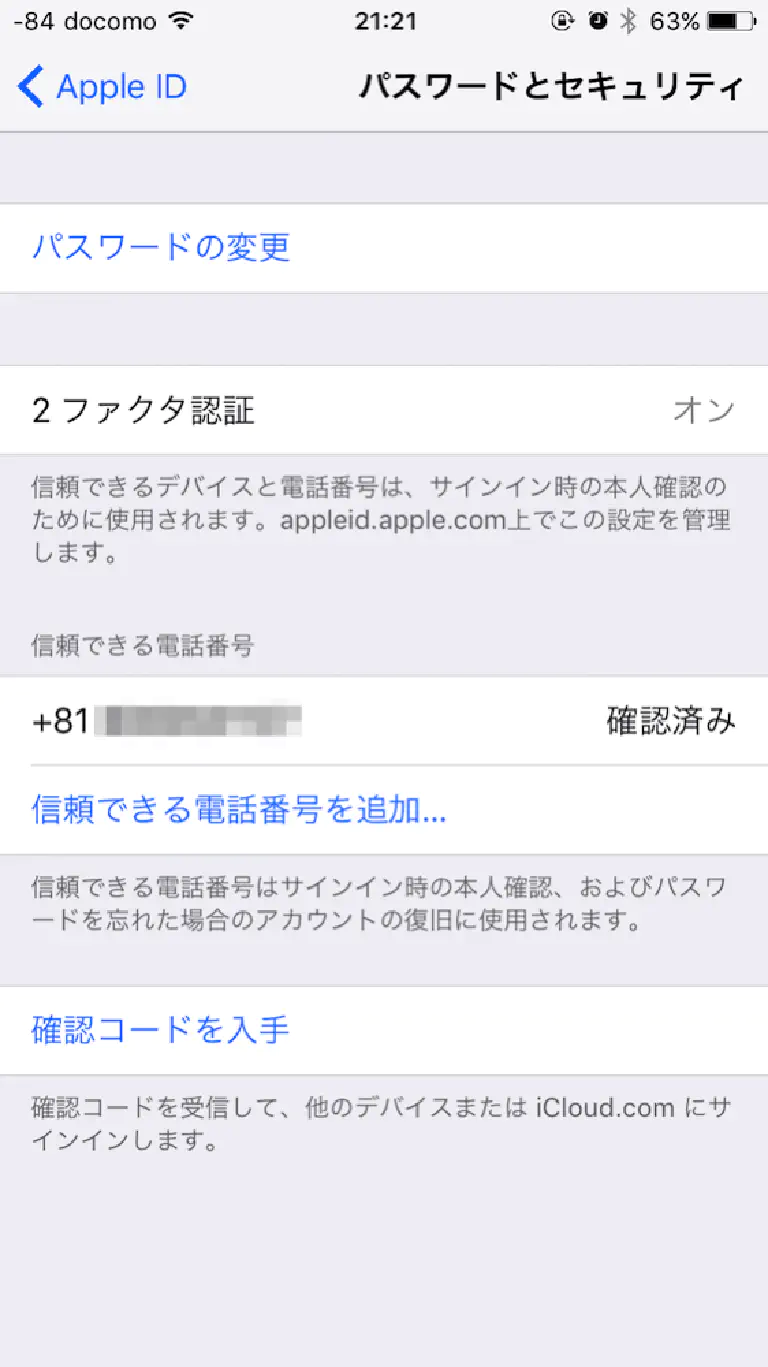 -84 docomo 21:21 63%
Apple ID パスワードとセキュリティ
パスワードの変更
2 ファクタ認証 オン
信頼できるデバイスと電話番号は、サインイン時の本人確認の
ために使用されます。appleid.apple.com上でこの設定を管理
します。
信頼できる電話番号
+81 確認済み
信頼できる電話番号を追加...
信頼できる電話番号はサインイン時の本人確認、およびパスワ
ードを忘れた場合のアカウントの復旧に使用されます。
確認コードを入手
確認コードを受信して、他のデバイスまたは iCloud.com にサ
インインします。